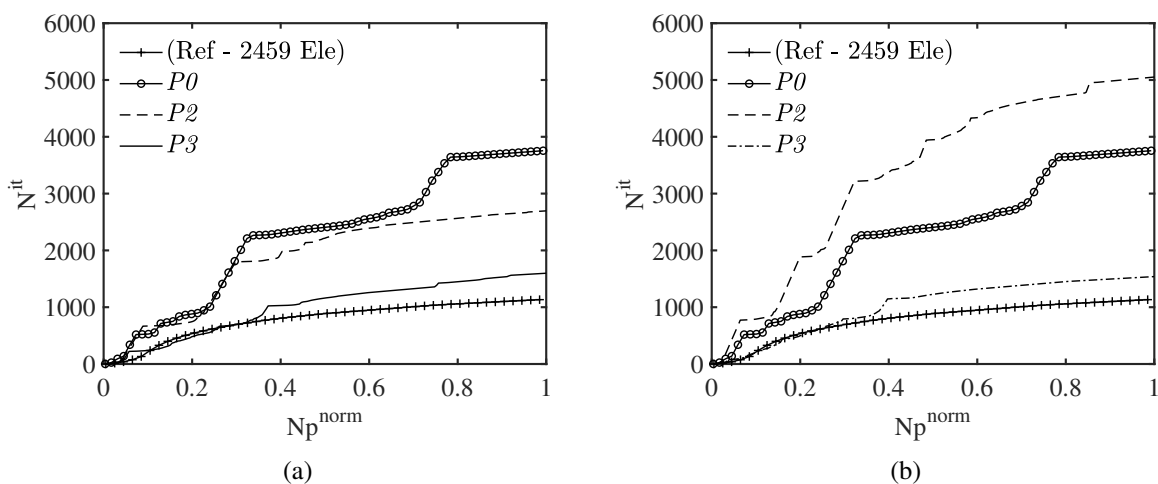 6000
5000
4000
3000
2000
1000
0
N^it
(Ref - 2459 Ele)
P0
P2
P3
0 0.2 0.4 0.6 0.8 1
Np^norm
(a)
6000
5000
4000
3000
2000
1000
0
N^it
(Ref - 2459 Ele)
P0
P2
P3
0 0.2 0.4 0.6 0.8 1
Np^norm
(b)